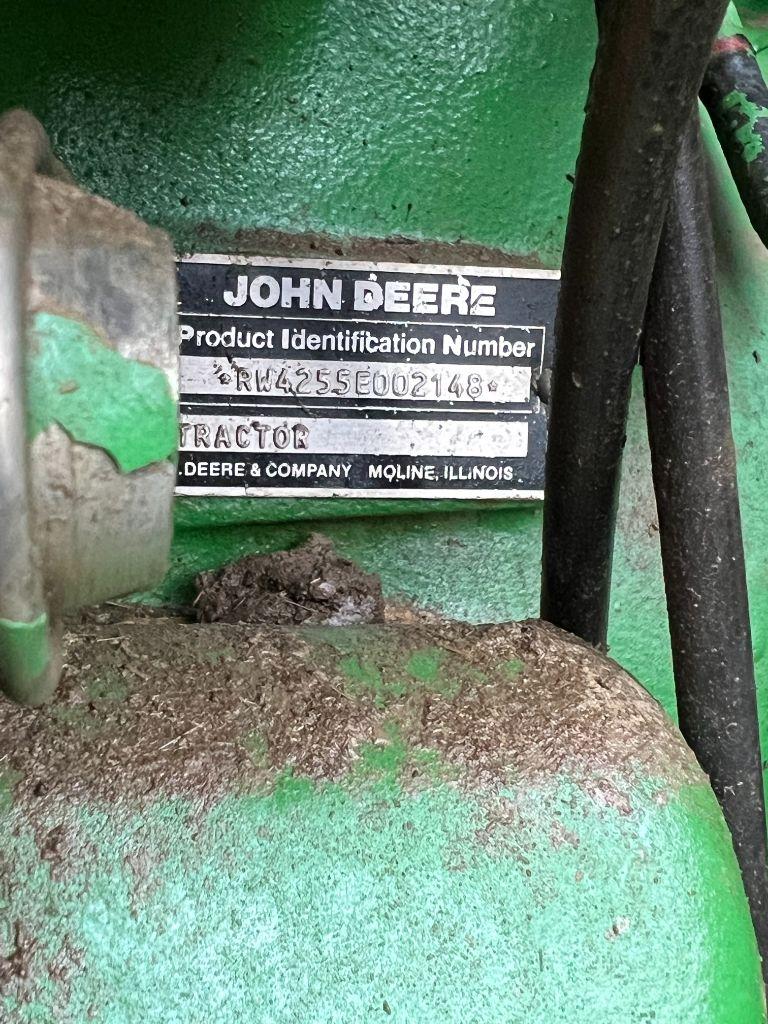 JOHN DEERE
Product Identification Number
*RW4255E002148*
TRACTOR
DEERE & COMPANY MOLINE, ILLINOIS